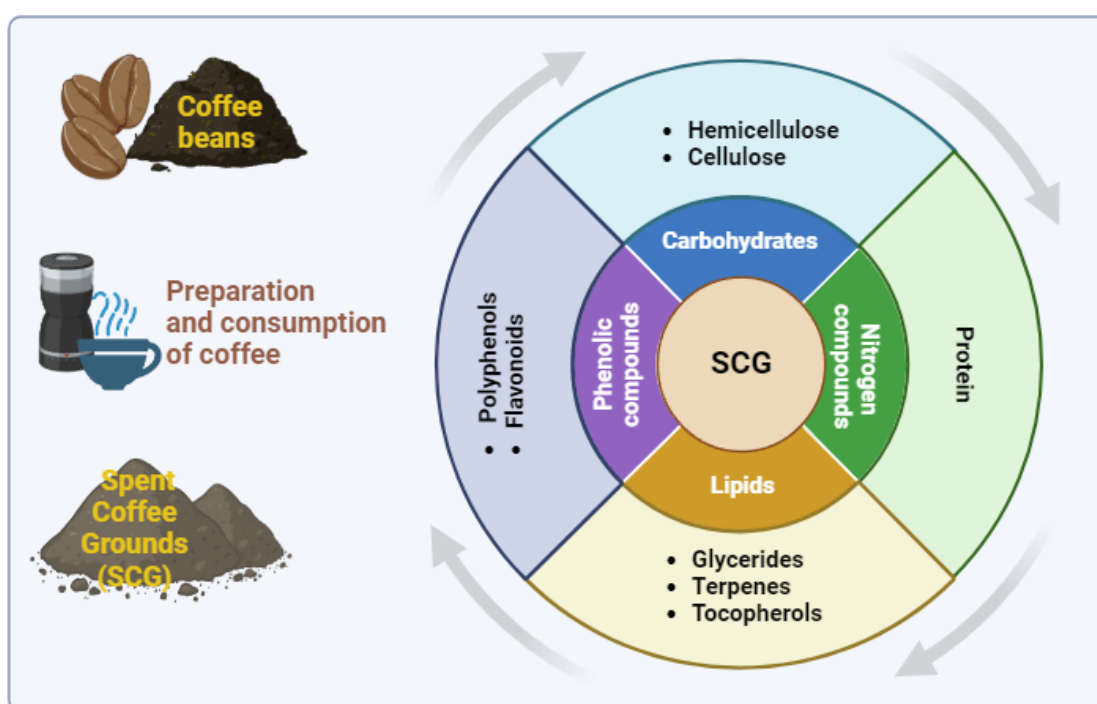 Coffee
beans
Preparation
and consumption
of coffee
Spent
Coffee
Grounds
(SCG)
• Hemicellulose
• Cellulose
Carbohydrates
• Polyphenols
• Flavonoids
Phenolic
compounds
SCG
Nitrogen
compounds
Protein
Lipids
• Glycerides
• Terpenes
• Tocopherols